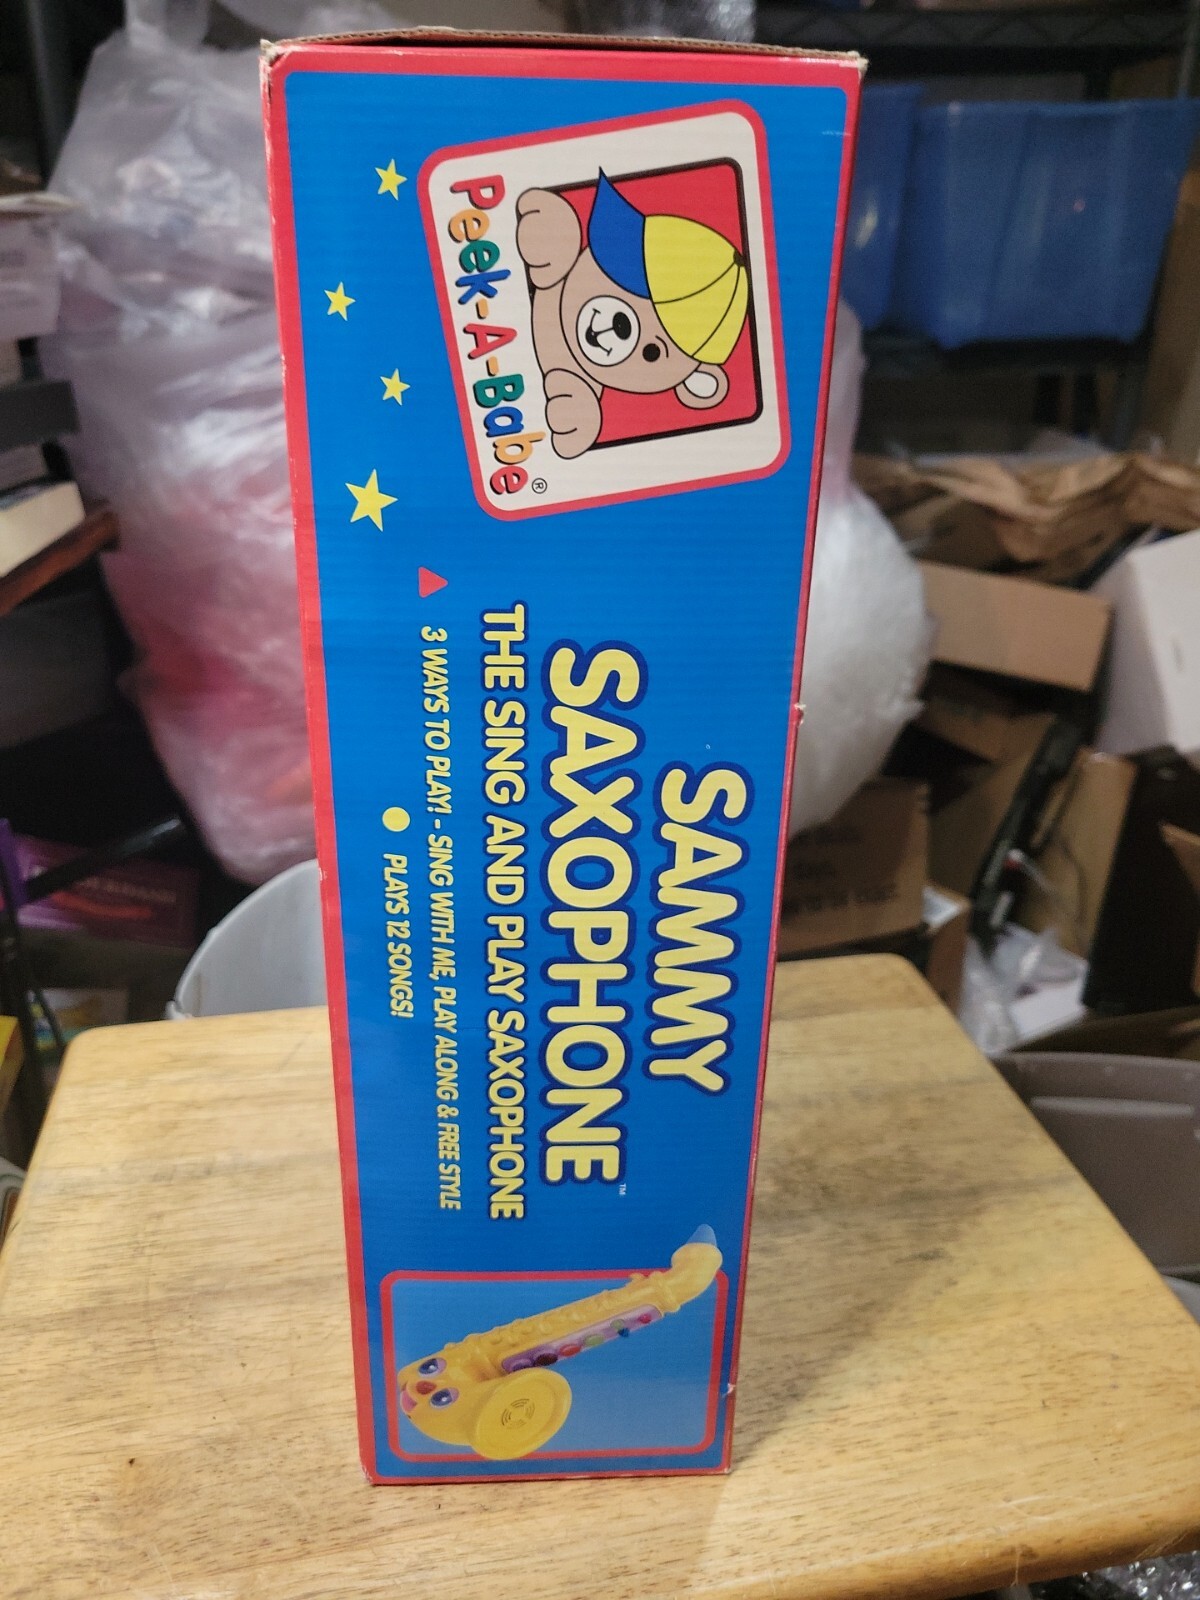 Peek-A-Babe®
SAMMY
SAXOPHONE™
THE SING AND PLAY SAXOPHONE
3 WAYS TO PLAY! - SING WITH ME, PLAY ALONG & FREE STYLE
PLAYS 12 SONGS!